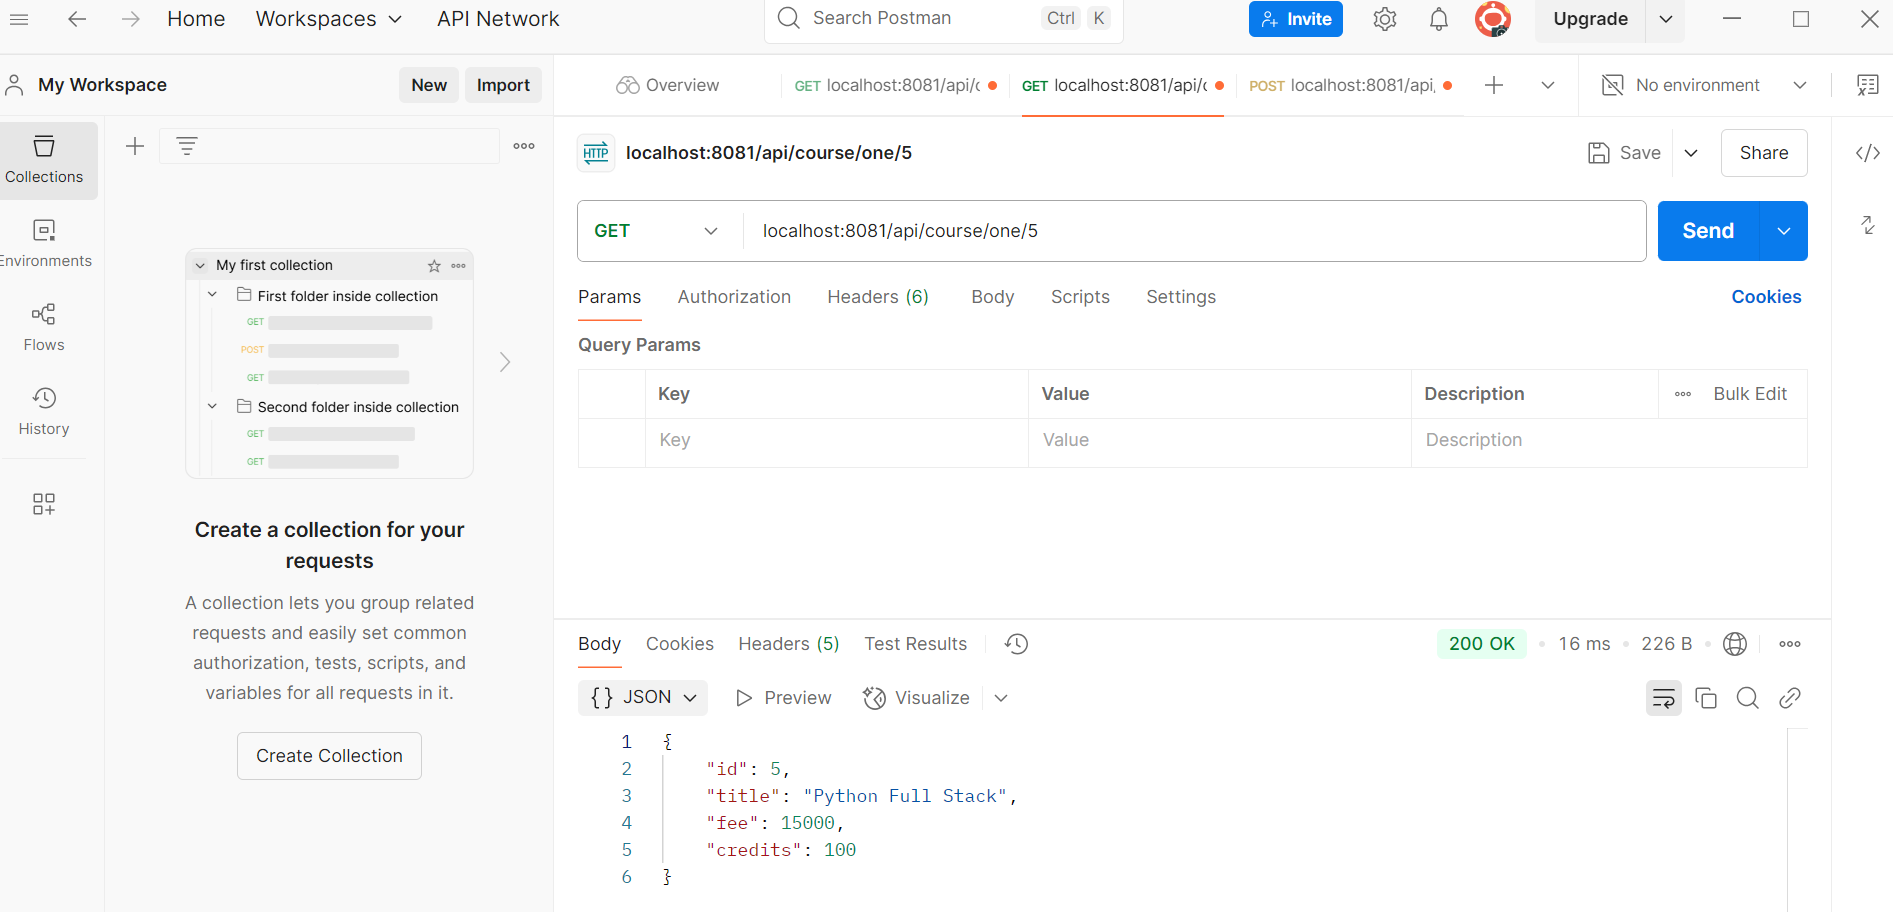 Home Workspaces API Network Search Postman Ctrl K Invite Upgrade
My Workspace New Import
Overview GET localhost:8081/api/c GET localhost:8081/api/c POST localhost:8081/api, No environment
Collections
Environments
Flows
History
My first collection
First folder inside collection
GET
POST
GET
Second folder inside collection
GET
GET
Create a collection for your
requests
A collection lets you group related
requests and easily set common
authorization, tests, scripts, and
variables for all requests in it.
Create Collection
HTTP localhost:8081/api/course/one/5 Save Share
GET localhost:8081/api/course/one/5 Send
Params Authorization Headers (6) Body Scripts Settings Cookies
Query Params
Key Value Description Bulk Edit
Key Value Description
Body Cookies Headers (5) Test Results 200 OK 16 ms 226 B
{} JSON Preview Visualize
1 {
2 "id": 5,
3 "title": "Python Full Stack",
4 "fee": 15000,
5 "credits": 100
6 }